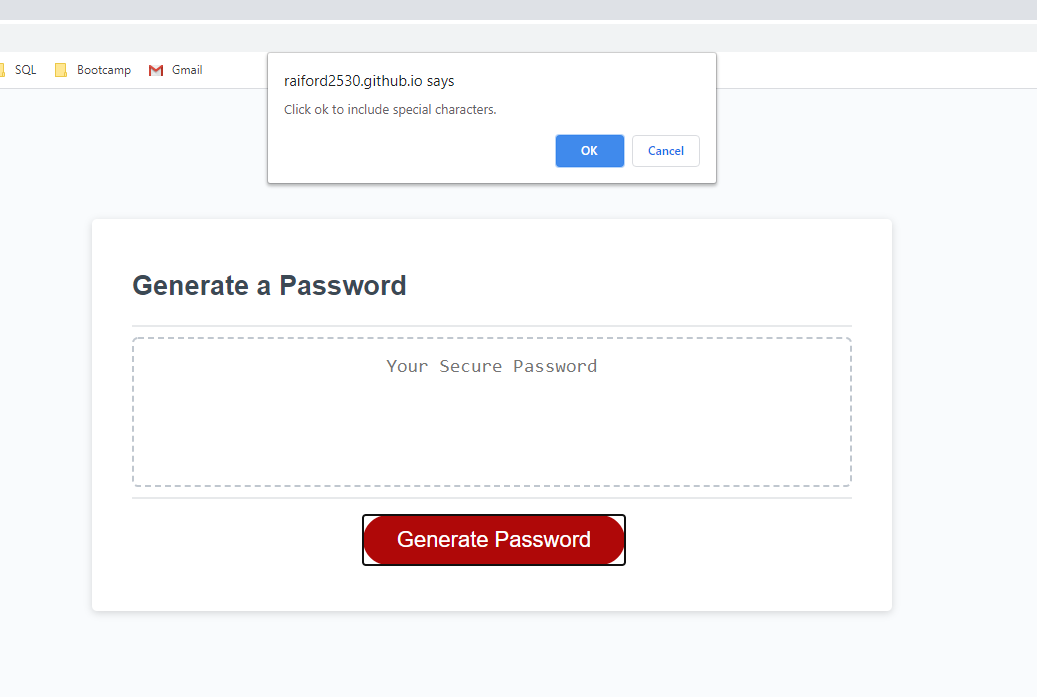 SQL Bootcamp Gmail
raiford2530.github.io says
Click ok to include special characters.
OK Cancel
Generate a Password
Your Secure Password
Generate Password